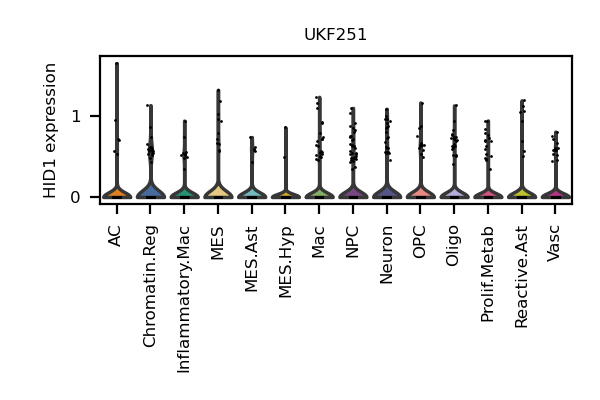 UKF251
HID1 expression
1
0
AC
Chromatin.Reg
Inflammatory.Mac
MES
MES.Ast
MES.Hyp
Mac
NPC
Neuron
OPC
Oligo
Prolif.Metab
Reactive.Ast
Vasc